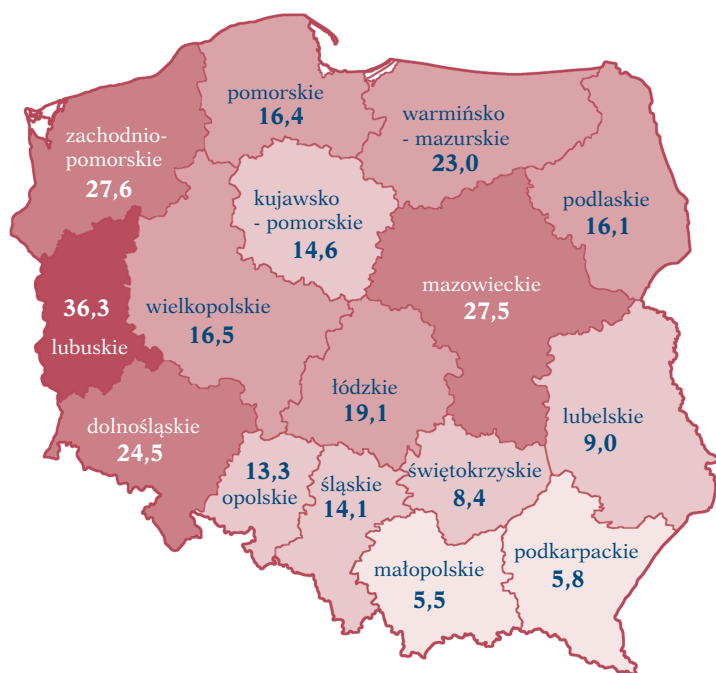 pomorskie
16,4
warmińsko
- mazurskie
23,0
zachodnio-
pomorskie
27,6
kujawsko
- pomorskie
14,6
podlaskie
16,1
mazowieckie
27,5
36,3
lubuskie
wielkopolskie
16,5
łódzkie
19,1
lubelskie
9,0
dolnośląskie
24,5
13,3
opolskie
śląskie
14,1
świętokrzyskie
8,4
małopolskie
5,5
podkarpackie
5,8